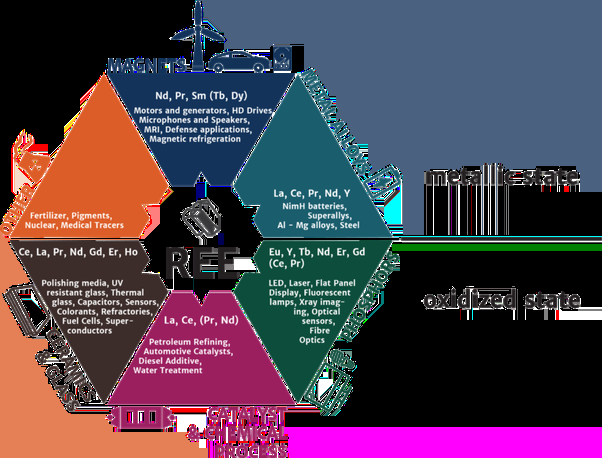 MAGNETS
Nd, Pr, Sm (Tb, Dy)
Motors and generators, HD Drives,
Microphones and Speakers,
MRI, Defense applications,
Magnetic refrigeration
METAL ALLOYS
La, Ce, Pr, Nd, Y
NimH batteries,
Superallys,
Al - Mg alloys, Steel
metallic state
Fertilizer, Pigments,
Nuclear, Medical Tracers
REE
Ce, La, Pr, Nd, Gd, Er, Ho
Polishing media, UV
resistant glass, Thermal
glass, Capacitors, Sensors,
Colorants, Refractories,
Fuel Cells, Super-
conductors
CERAMICS
& GLASS
Eu, Y, Tb, Nd, Er, Gd
(Ce, Pr)
LED, Laser, Flat Panel
Display, Fluorescent
lamps, Xray imag-
ing, Optical
sensors,
Fibre
Optics
PHOSPHORS
oxidized state
La, Ce, (Pr, Nd)
Petroleum Refining,
Automotive Catalysts,
Diesel Additive,
Water Treatment
CATALYST
& CHEMICAL
PROCESS